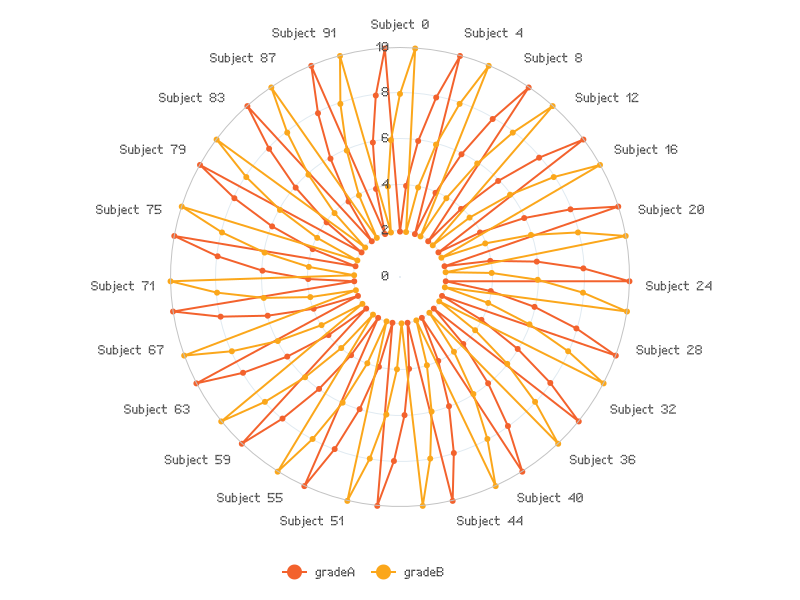 Subject 0
Subject 4
Subject 8
Subject 12
Subject 16
Subject 20
Subject 24
Subject 28
Subject 32
Subject 36
Subject 40
Subject 44
Subject 51
Subject 55
Subject 59
Subject 63
Subject 67
Subject 71
Subject 75
Subject 79
Subject 83
Subject 87
Subject 91
10
8
6
4
2
0
gradeA gradeB